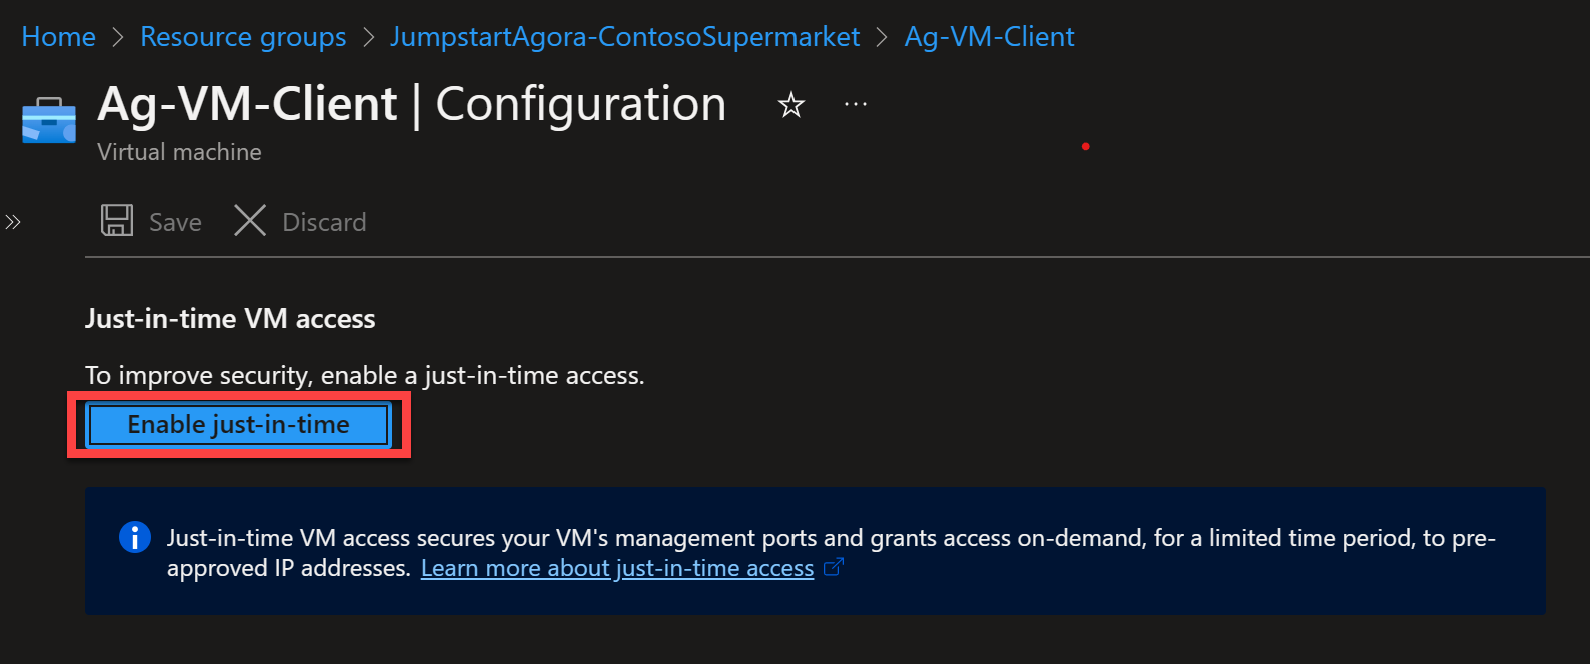 Home > Resource groups > JumpstartAgora-ContosoSupermarket > Ag-VM-Client
Ag-VM-Client | Configuration
Virtual machine
Save Discard
Just-in-time VM access
To improve security, enable a just-in-time access.
Enable just-in-time
Just-in-time VM access secures your VM's management ports and grants access on-demand, for a limited time period, to pre-
approved IP addresses. Learn more about just-in-time access